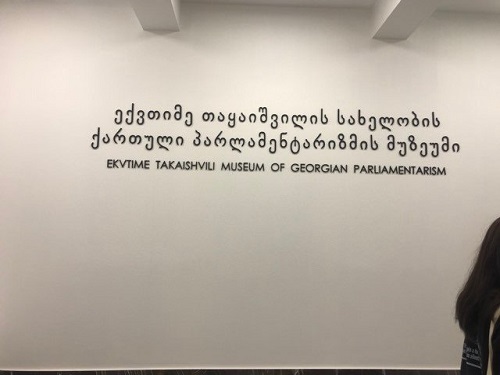 ექვთიმე თაყაიშვილის სახელობის
ქართული პარლამენტარიზმის მუზეუმი
EKVTIME TAKAISHVILI MUSEUM OF GEORGIAN PARLIAMENTARISM